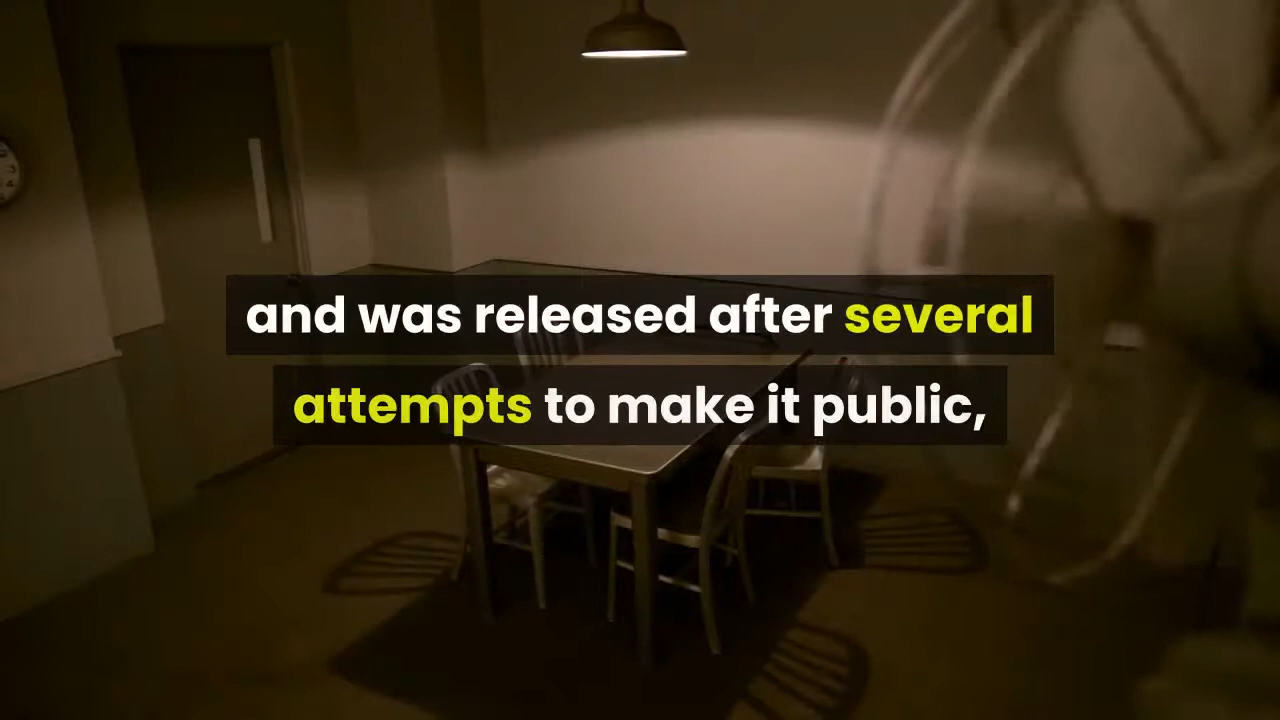 and was released after several
attempts to make it public,